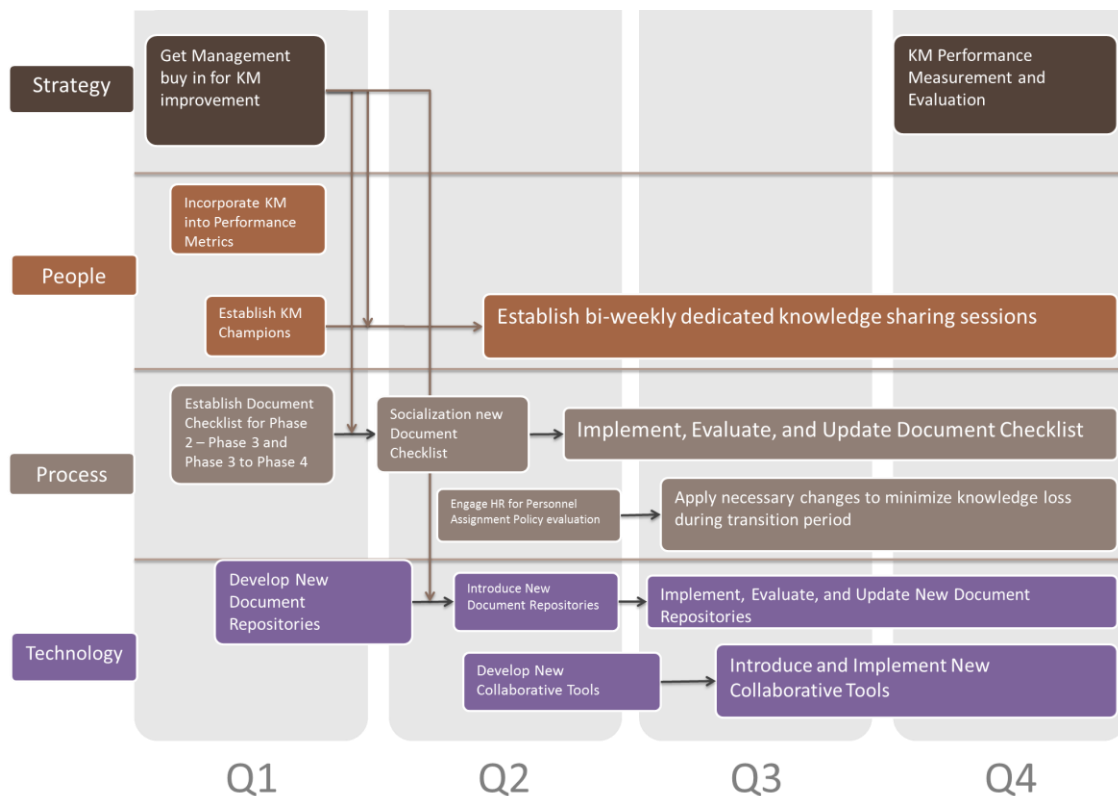 Strategy
Get Management
buy in for KM
improvement
KM Performance
Measurement and
Evaluation
People
Incorporate KM
into Performance
Metrics
Establish KM
Champions
Establish bi-weekly dedicated knowledge sharing sessions
Process
Establish Document
Checklist for Phase
2 – Phase 3 and
Phase 3 to Phase 4
Socialization new
Document
Checklist
Implement, Evaluate, and Update Document Checklist
Engage HR for Personnel
Assignment Policy evaluation
Apply necessary changes to minimize knowledge loss
during transition period
Technology
Develop New
Document
Repositories
Introduce New
Document Repositories
Implement, Evaluate, and Update New Document
Repositories
Develop New
Collaborative Tools
Introduce and Implement New
Collaborative Tools
Q1
Q2
Q3
Q4